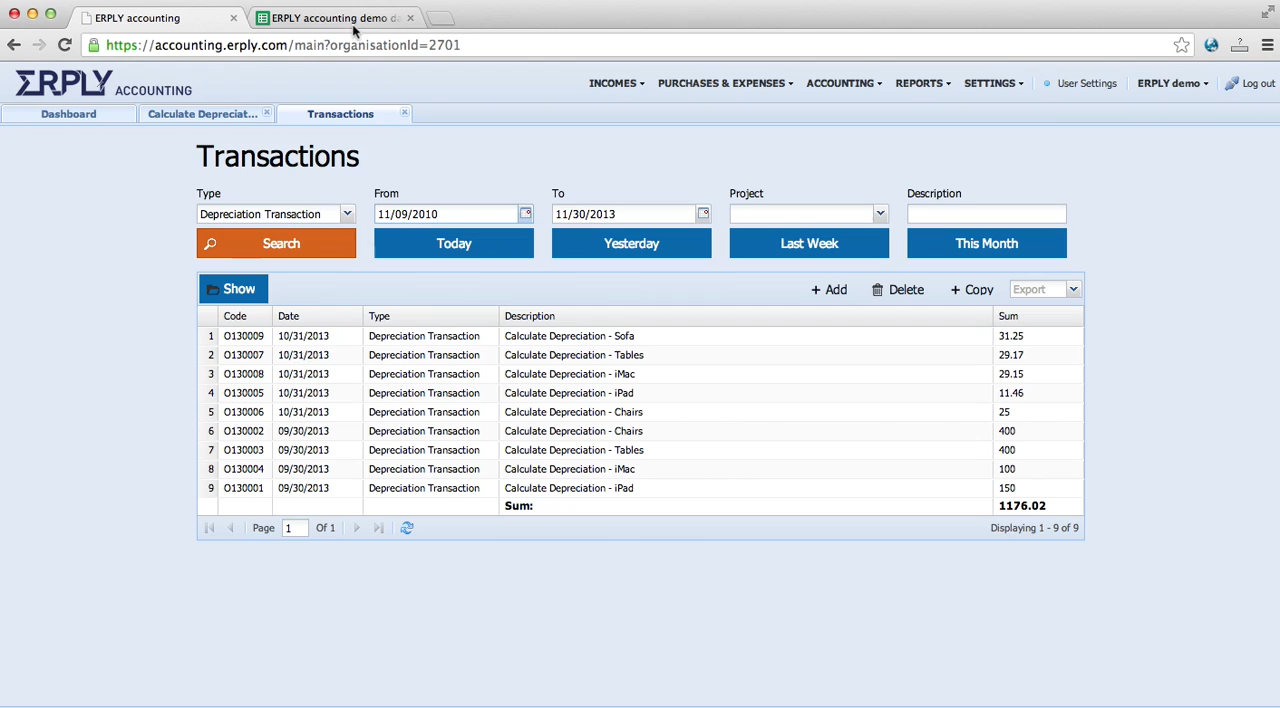 ERPLY accounting
ERPLY accounting demo da
https://accounting.erply.com/main?organisationId=2701
ERPLY ACCOUNTING
INCOMES PURCHASES & EXPENSES ACCOUNTING REPORTS SETTINGS User Settings ERPLY demo Log out
Dashboard Calculate Depreciat... Transactions
Transactions
Type From To Project Description
Depreciation Transaction 11/09/2010 11/30/2013
Search Today Yesterday Last Week This Month
Show + Add Delete + Copy Export
Code Date Type Description Sum
1 O130009 10/31/2013 Depreciation Transaction Calculate Depreciation - Sofa 31.25
2 O130007 10/31/2013 Depreciation Transaction Calculate Depreciation - Tables 29.17
3 O130008 10/31/2013 Depreciation Transaction Calculate Depreciation - iMac 29.15
4 O130005 10/31/2013 Depreciation Transaction Calculate Depreciation - iPad 11.46
5 O130006 10/31/2013 Depreciation Transaction Calculate Depreciation - Chairs 25
6 O130002 09/30/2013 Depreciation Transaction Calculate Depreciation - Chairs 400
7 O130003 09/30/2013 Depreciation Transaction Calculate Depreciation - Tables 400
8 O130004 09/30/2013 Depreciation Transaction Calculate Depreciation - iMac 100
9 O130001 09/30/2013 Depreciation Transaction Calculate Depreciation - iPad 150
Sum: 1176.02
Page 1 Of 1 Displaying 1 - 9 of 9